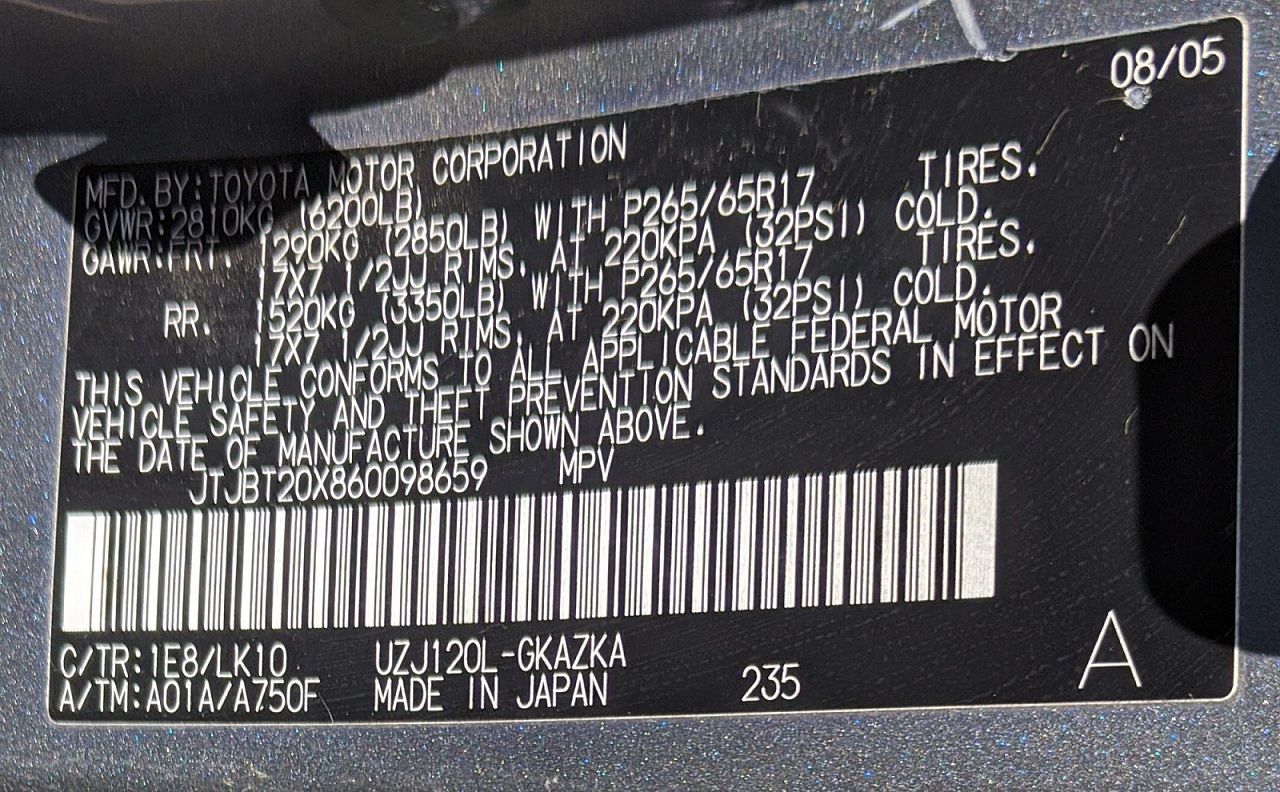 08/05
MFD. BY: TOYOTA MOTOR CORPORATION
GVWR: 2810KG (6200LB)
GAWR: FRT. 1290KG (2850LB) WITH P265/65R17 TIRES.
17X7 1/2JJ RIMS, AT 220KPA (32PSI) COLD.
RR. 1520KG (3350LB) WITH P265/65R17 TIRES.
17X7 1/2JJ RIMS, AT 220KPA (32PSI) COLD.
THIS VEHICLE CONFORMS TO ALL APPLICABLE FEDERAL MOTOR
VEHICLE SAFETY AND THEFT PREVENTION STANDARDS IN EFFECT ON
THE DATE OF MANUFACTURE SHOWN ABOVE.
JTJBT20X860098659 MPV
C/TR: 1E8/LK10 UZJ120L-GKAZKA
A/TM: A01A/A750F MADE IN JAPAN 235 A